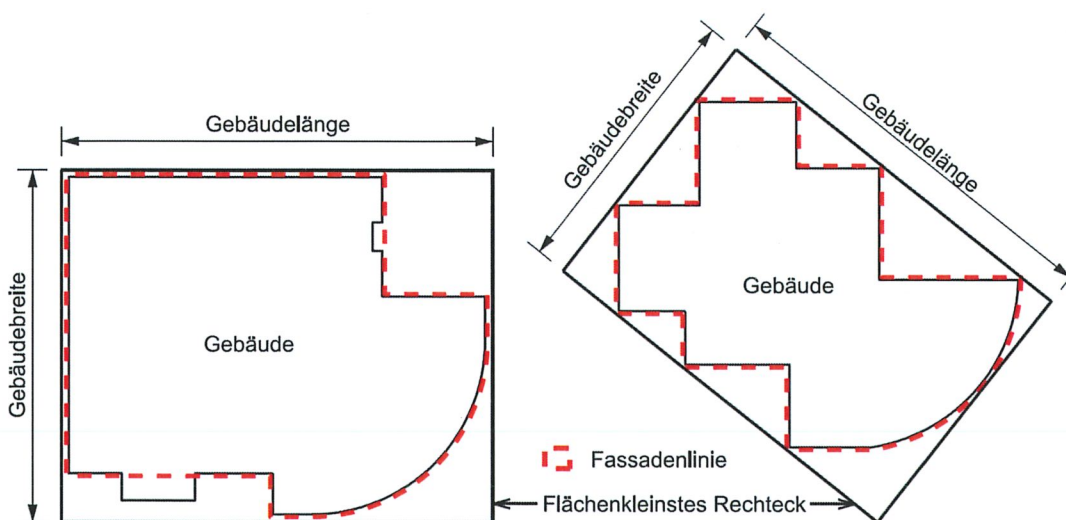 Gebäudelänge
Gebäudebreite
Gebäude
Gebäudebreite
Gebäudelänge
Gebäude
Fassadenlinie
Flächenkleinstes Rechteck